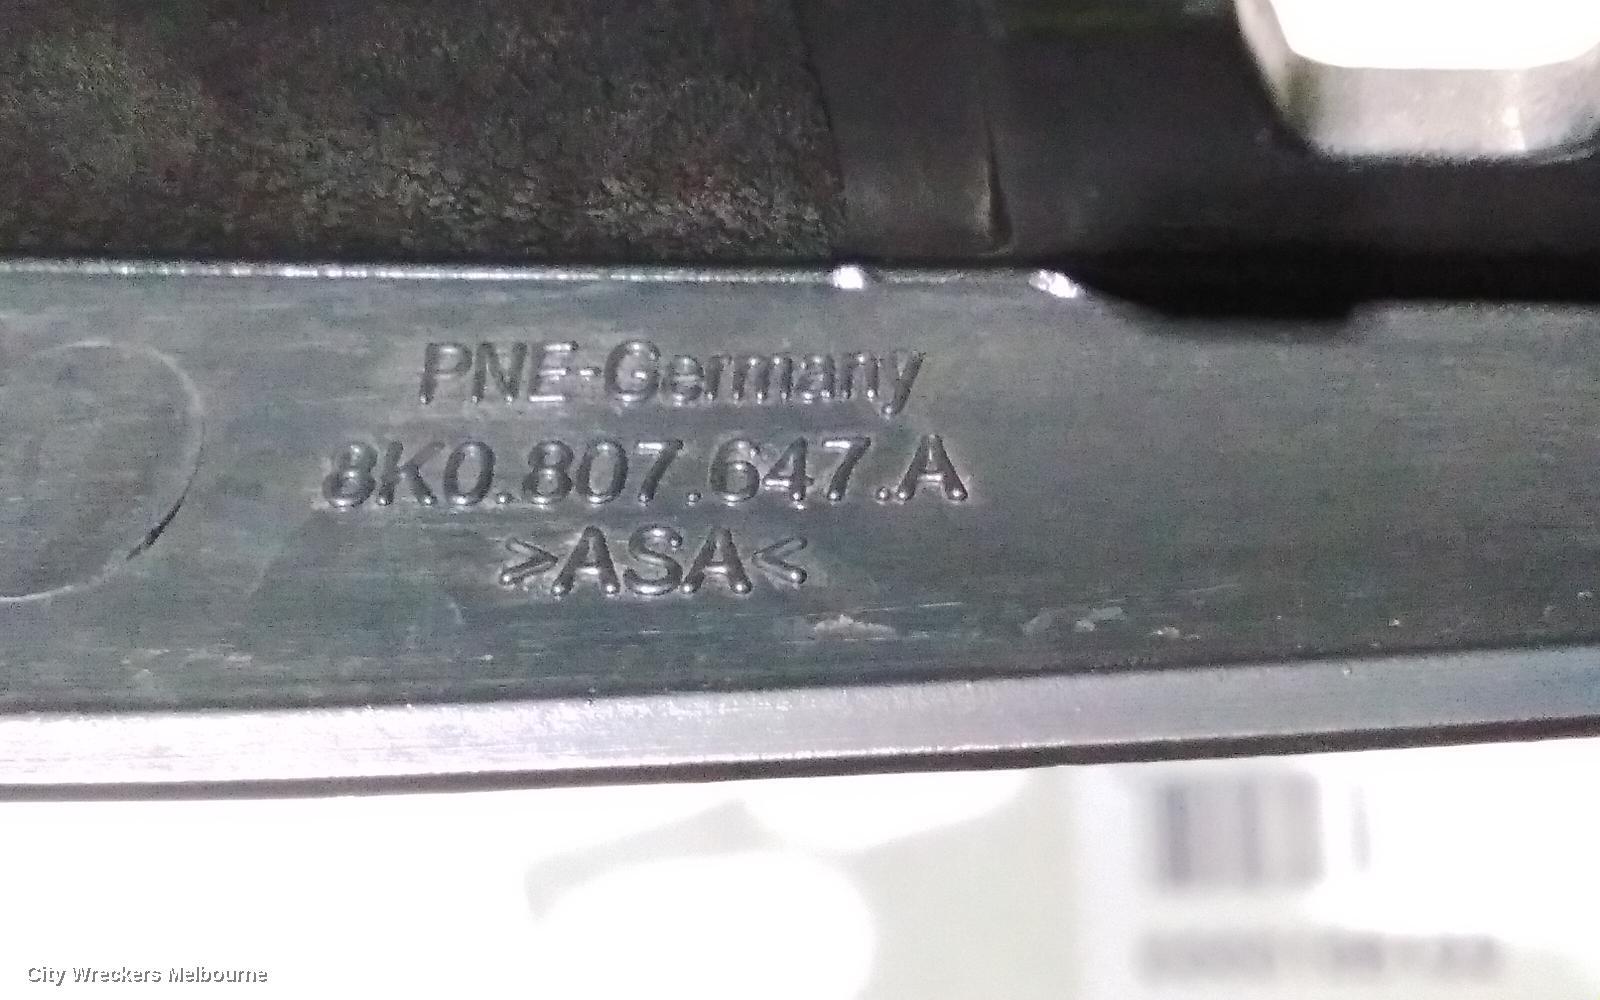 PNE-Germany
8K0.807.647.A
>ASA<
City Wreckers Melbourne